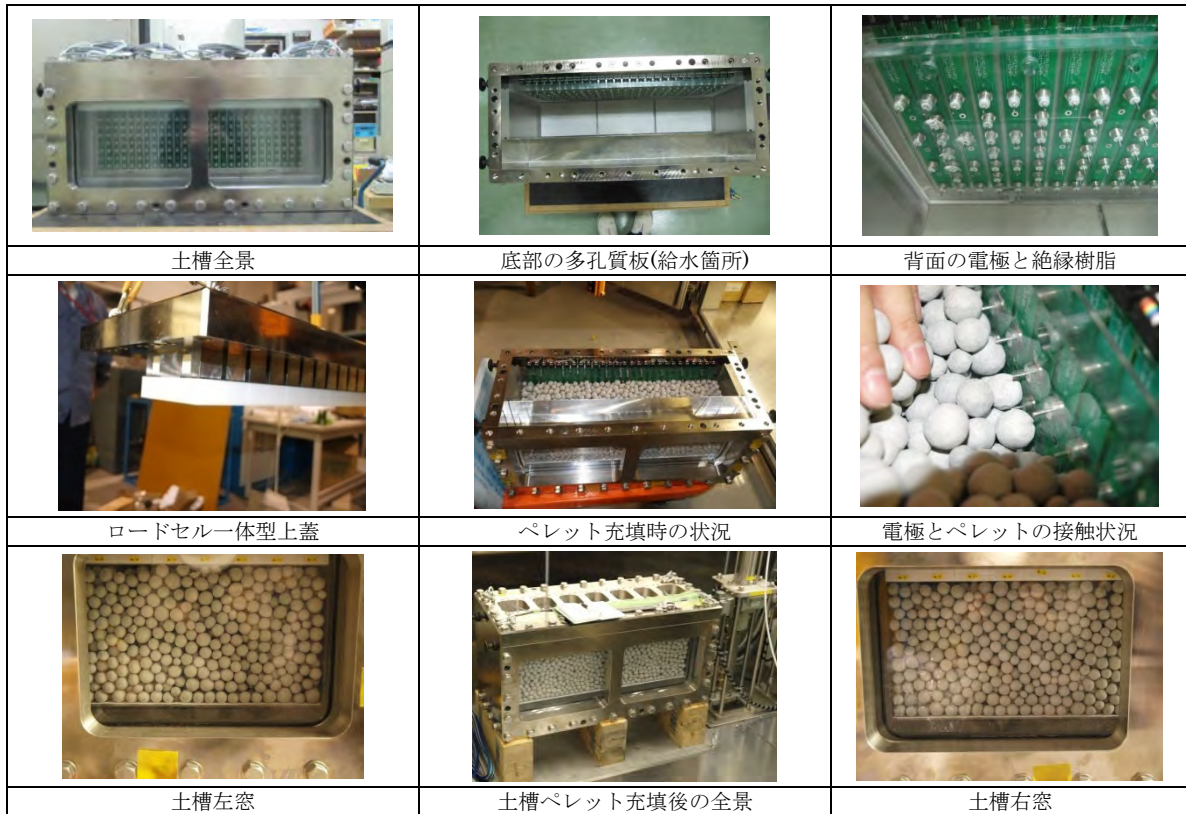 土槽全景
底部の多孔質板(給水箇所)
背面の電極と絶縁樹脂
ロードセル一体型上蓋
ペレット充填時の状況
電極とペレットの接触状況
土槽左窓
土槽ペレット充填後の全景
土槽右窓